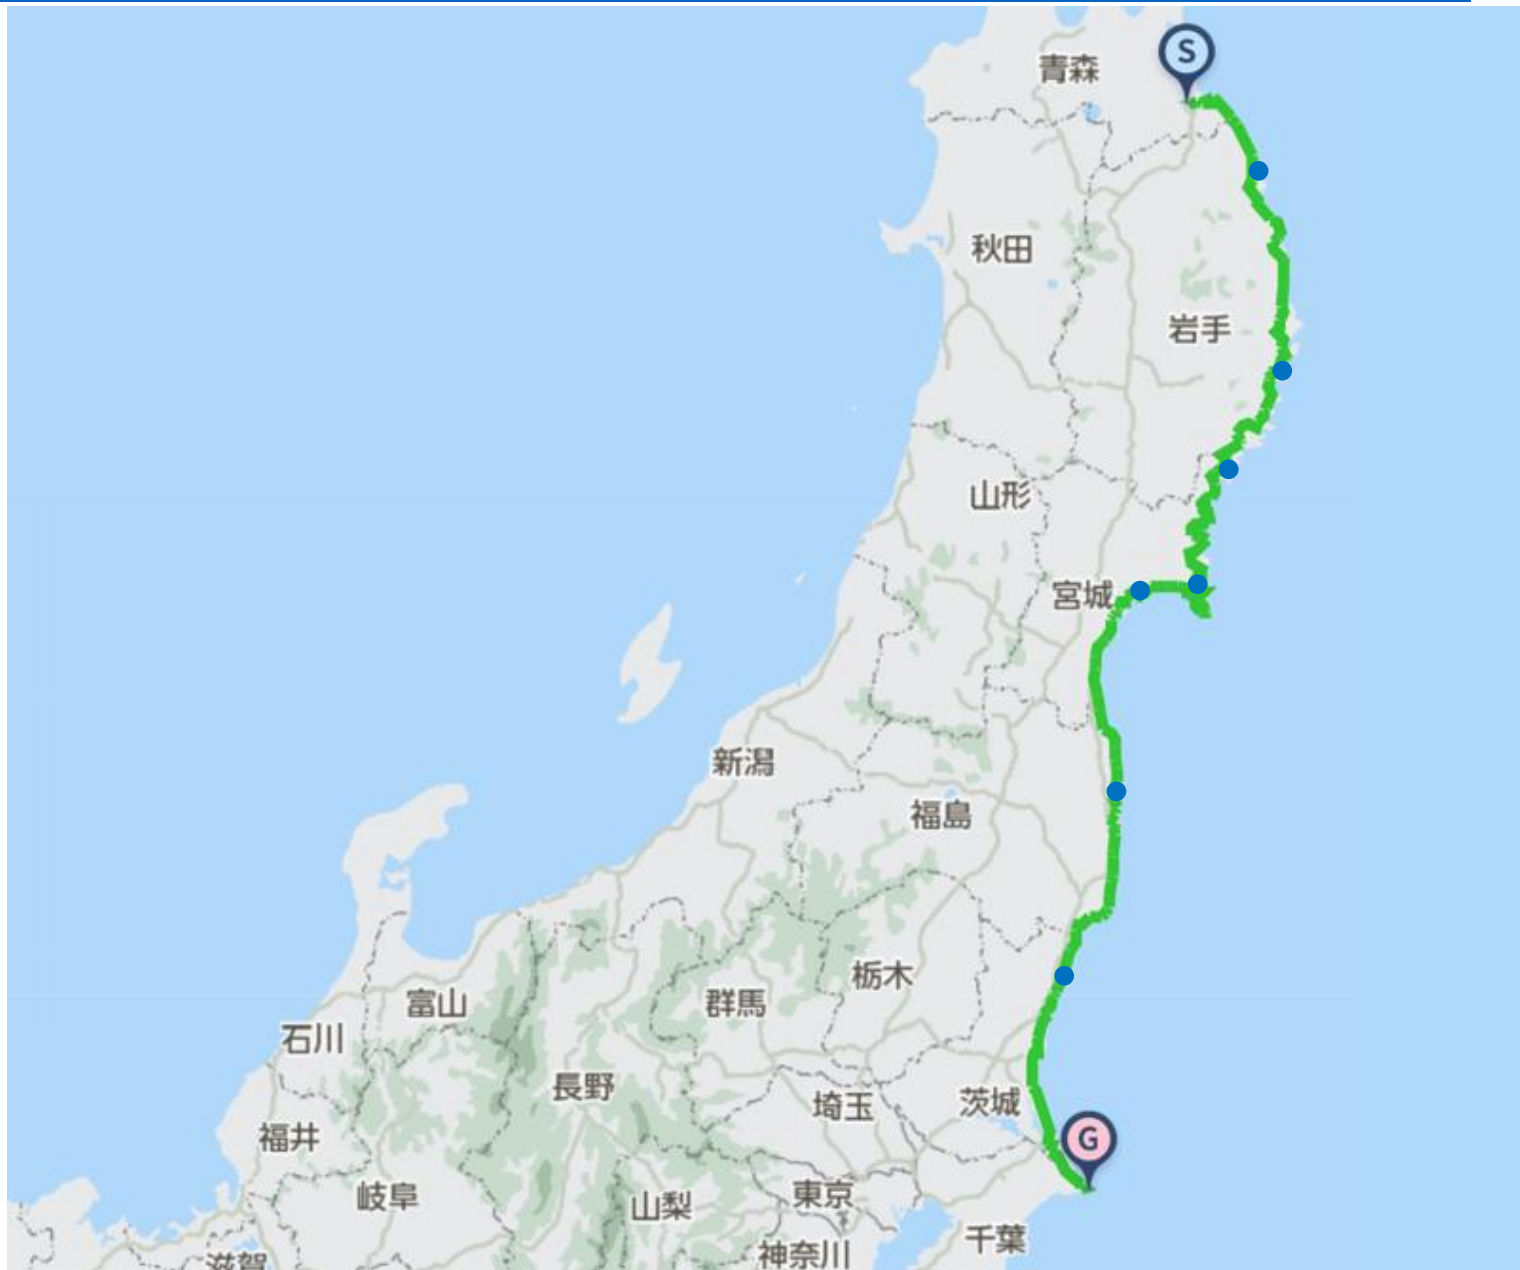 S
青森
秋田
岩手
山形
宮城
新潟
福島
栃木
富山
群馬
石川
長野
茨城
埼玉
G
福井
岐阜
東京
山梨
千葉
神奈川
滋賀